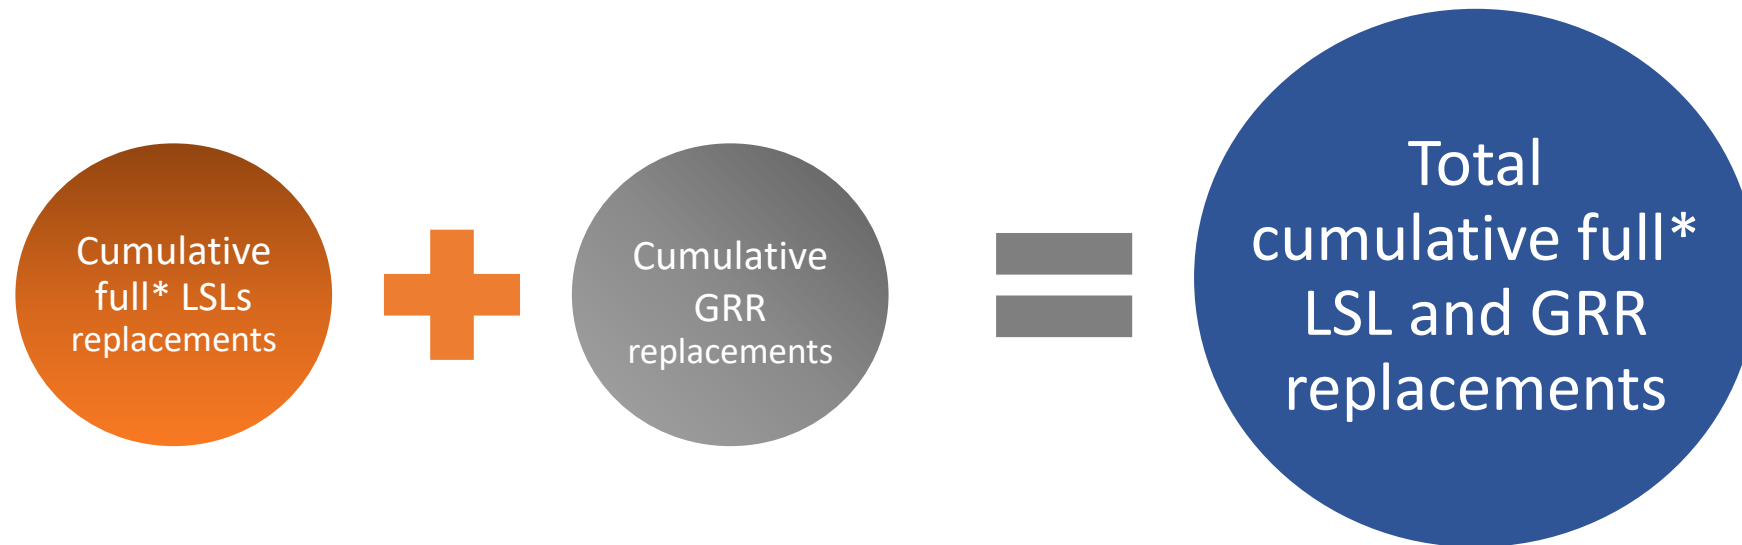 Cumulative
full* LSLs
replacements
Cumulative
GRR
replacements
Total
cumulative full*
LSL and GRR
replacements